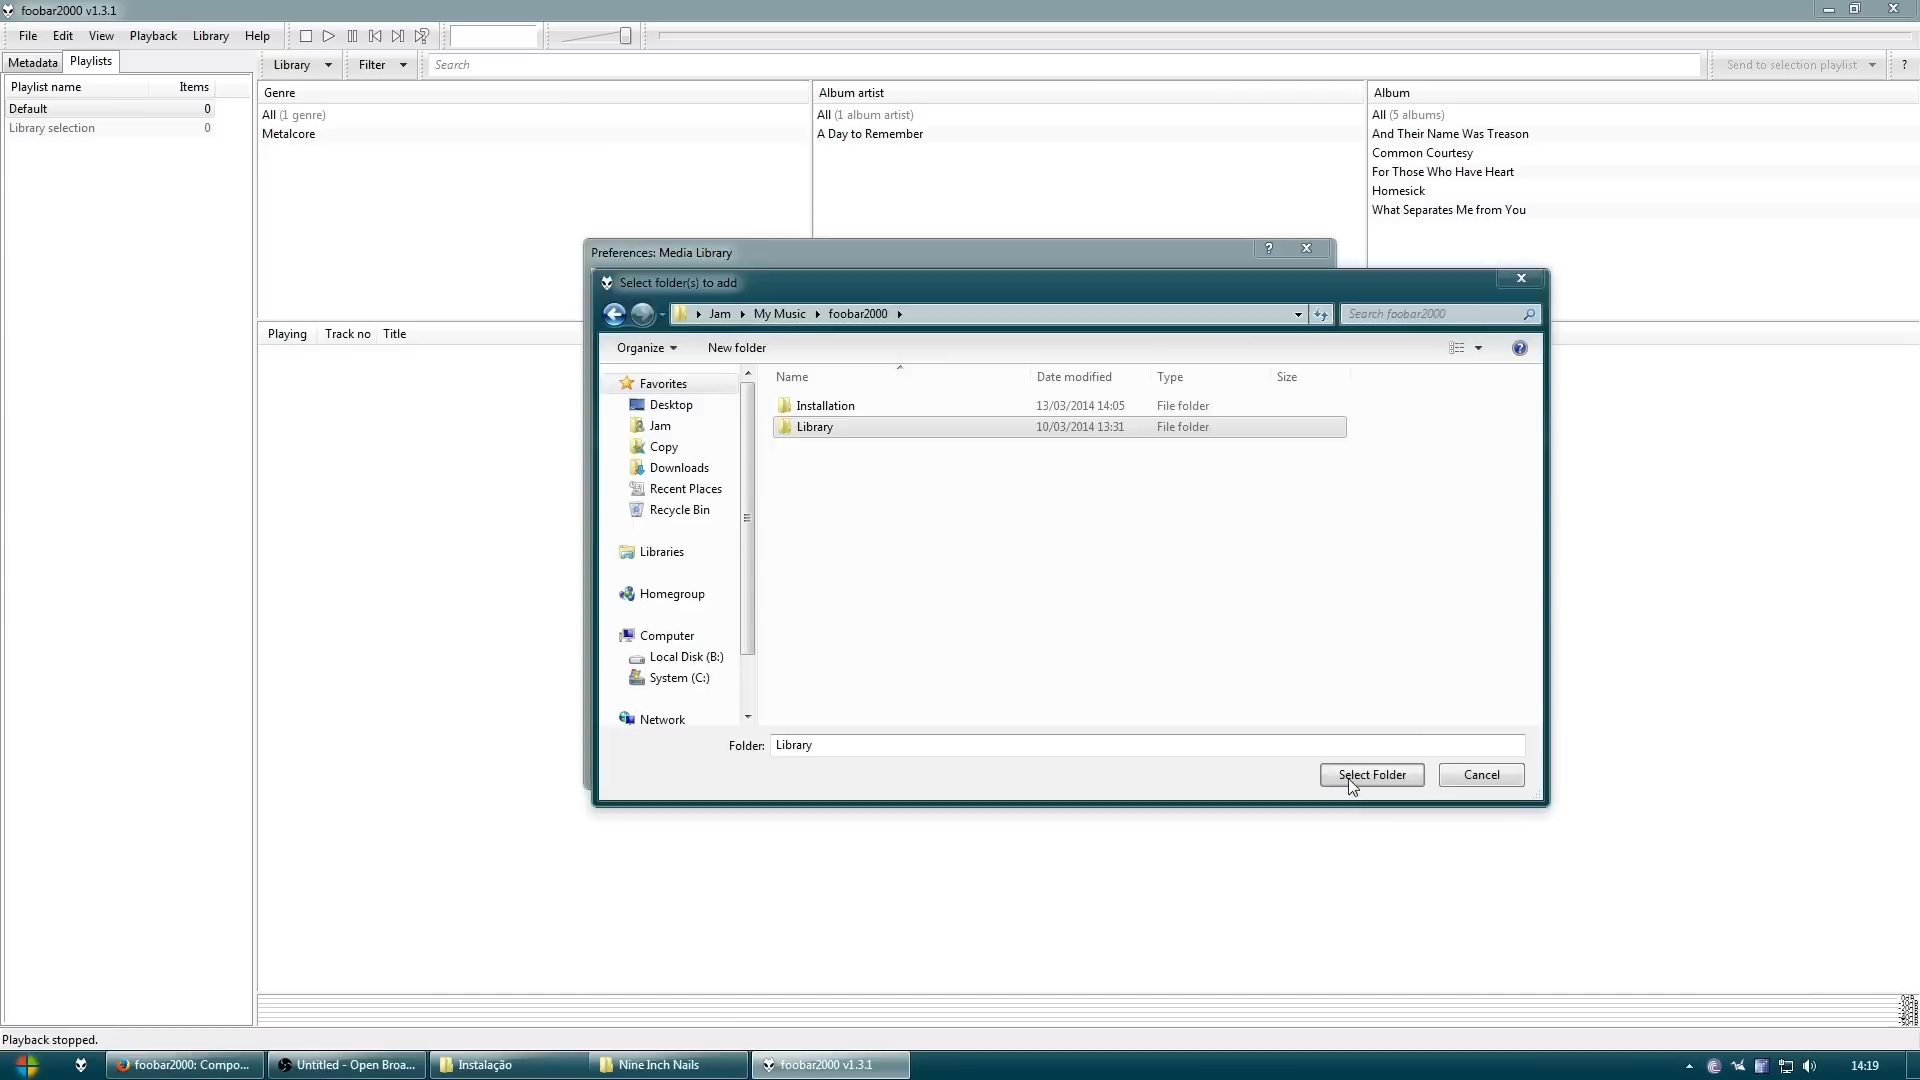 foobar2000 v1.3.1
File Edit View Playback Library Help
Metadata Playlists
Library Filter Search Send to selection playlist ?
Playlist name Items
Default 0
Library selection 0
Genre
All (1 genre)
Metalcore
Album artist
All (1 album artist)
A Day to Remember
Album
All (5 albums)
And Their Name Was Treason
Common Courtesy
For Those Who Have Heart
Homesick
What Separates Me from You
Playing Track no Title
Preferences: Media Library
Select folder(s) to add
Jam My Music foobar2000
Search foobar2000
Organize New folder
Favorites
Desktop
Jam
Copy
Downloads
Recent Places
Recycle Bin
Libraries
Homegroup
Computer
Local Disk (B:)
System (C:)
Network
Name Date modified Type Size
Installation 13/03/2014 14:05 File folder
Library 10/03/2014 13:31 File folder
Folder: Library
Select Folder Cancel
Playback stopped.
foobar2000: Compo... Untitled - Open Broa... Instalação Nine Inch Nails foobar2000 v1.3.1 14:19